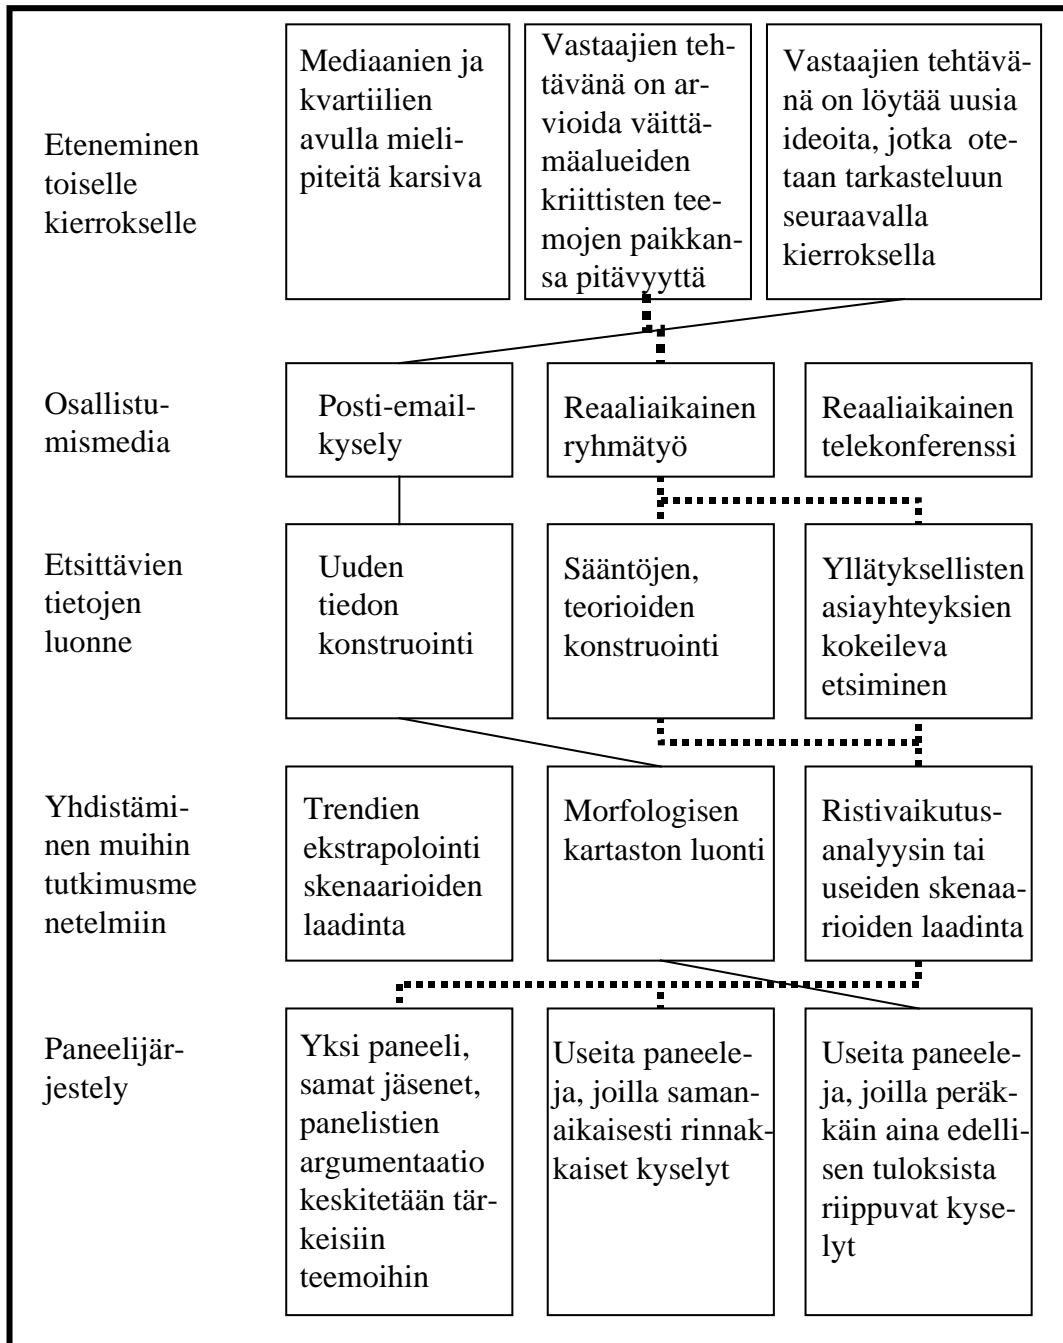 Eteneminen
toiselle
kierrokselle
Mediaanien ja
kvartiilien
avulla mieli-
piteitä karsiva
Vastaajien teh-
tävänä on ar-
vioida väittä-
mäalueiden
kriittisten tee-
mojen paikkan-
sa pitävyyttä
Vastaajien tehtävä-
nä on löytää uusia
ideoita, jotka ote-
taan tarkasteluun
seuraavalla
kierroksella
Osallistu-
mismedia
Posti-email-
kysely
Reaaliaikainen
ryhmätyö
Reaaliaikainen
telekonferenssi
Etsittävien
tietojen
luonne
Uuden
tiedon
konstruointi
Sääntöjen,
teorioiden
konstruointi
Yllätyksellisten
asiayhteyksien
kokeileva
etsiminen
Yhdistämi-
nen muihin
tutkimusme
netelmiin
Trendien
ekstrapolointi
skenaarioiden
laadinta
Morfologisen
kartaston luonti
Ristivaikutus-
analyysin tai
useiden skenaa-
rioiden laadinta
Paneelijär-
jestely
Yksi paneeli,
samat jäsenet,
panelistien
argumentaatio
keskitetään tär-
keisiin
teemoihin
Useita paneele-
ja, joilla saman-
aikaisesti rinnak-
kaiset kyselyt
Useita paneele-
ja, joilla peräk-
käin aina edelli-
sen tuloksista
riippuvat kyse-
lyt